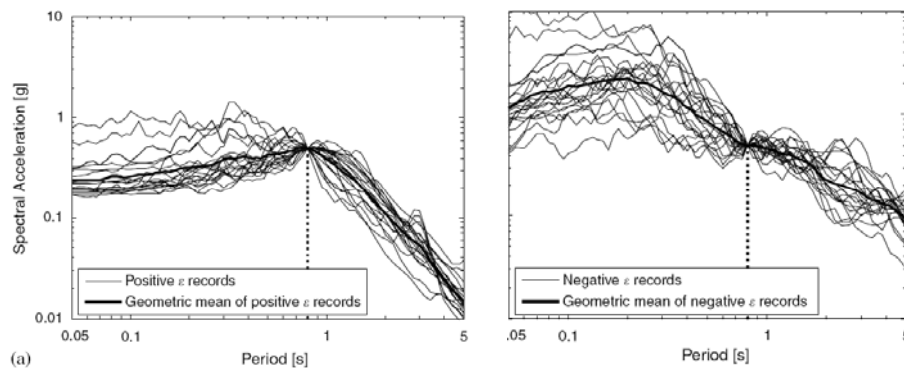 10
1
0.1
0.01
Spectral Acceleration [g]
Positive ε records
Geometric mean of positive ε records
0.05 0.1 1 5
Period [s]
(a)
Negative ε records
Geometric mean of negative ε records
.05 0.1 1 5
Period [s]